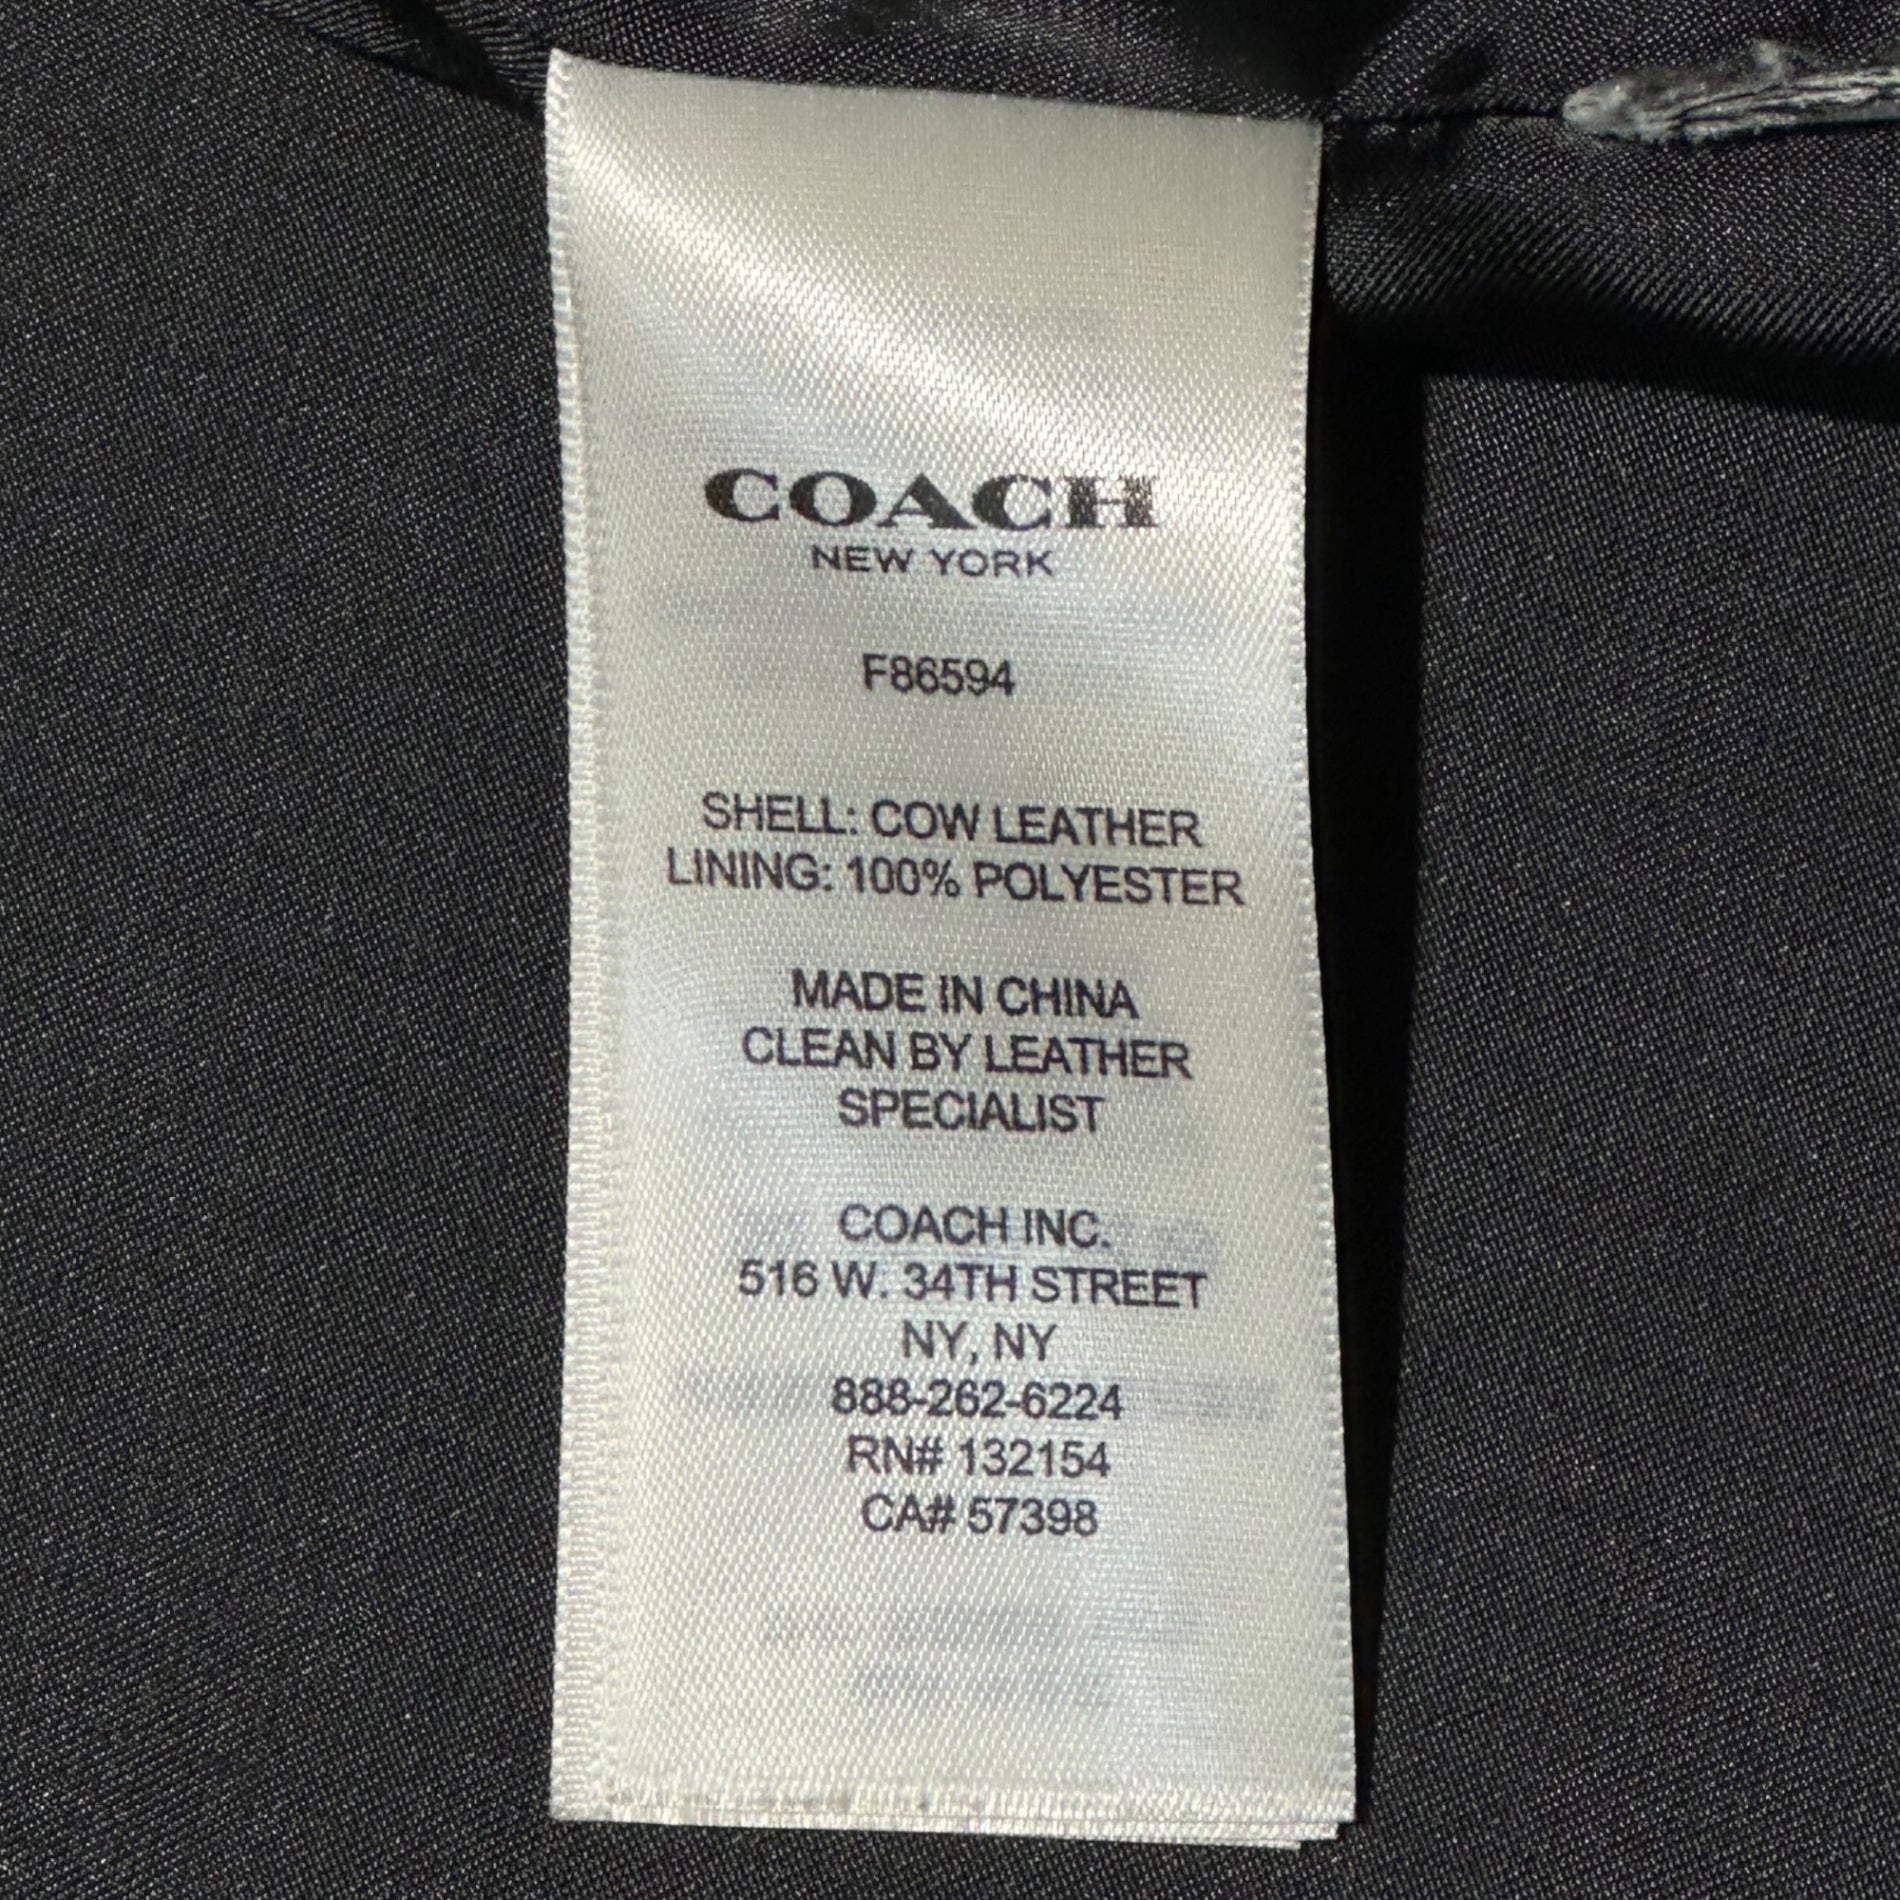 COACH
NEW YORK
F86594
SHELL: COW LEATHER
LINING: 100% POLYESTER
MADE IN CHINA
CLEAN BY LEATHER
SPECIALIST
COACH INC.
516 W. 34TH STREET
NY, NY
888-262-6224
RN# 132154
CA# 57398